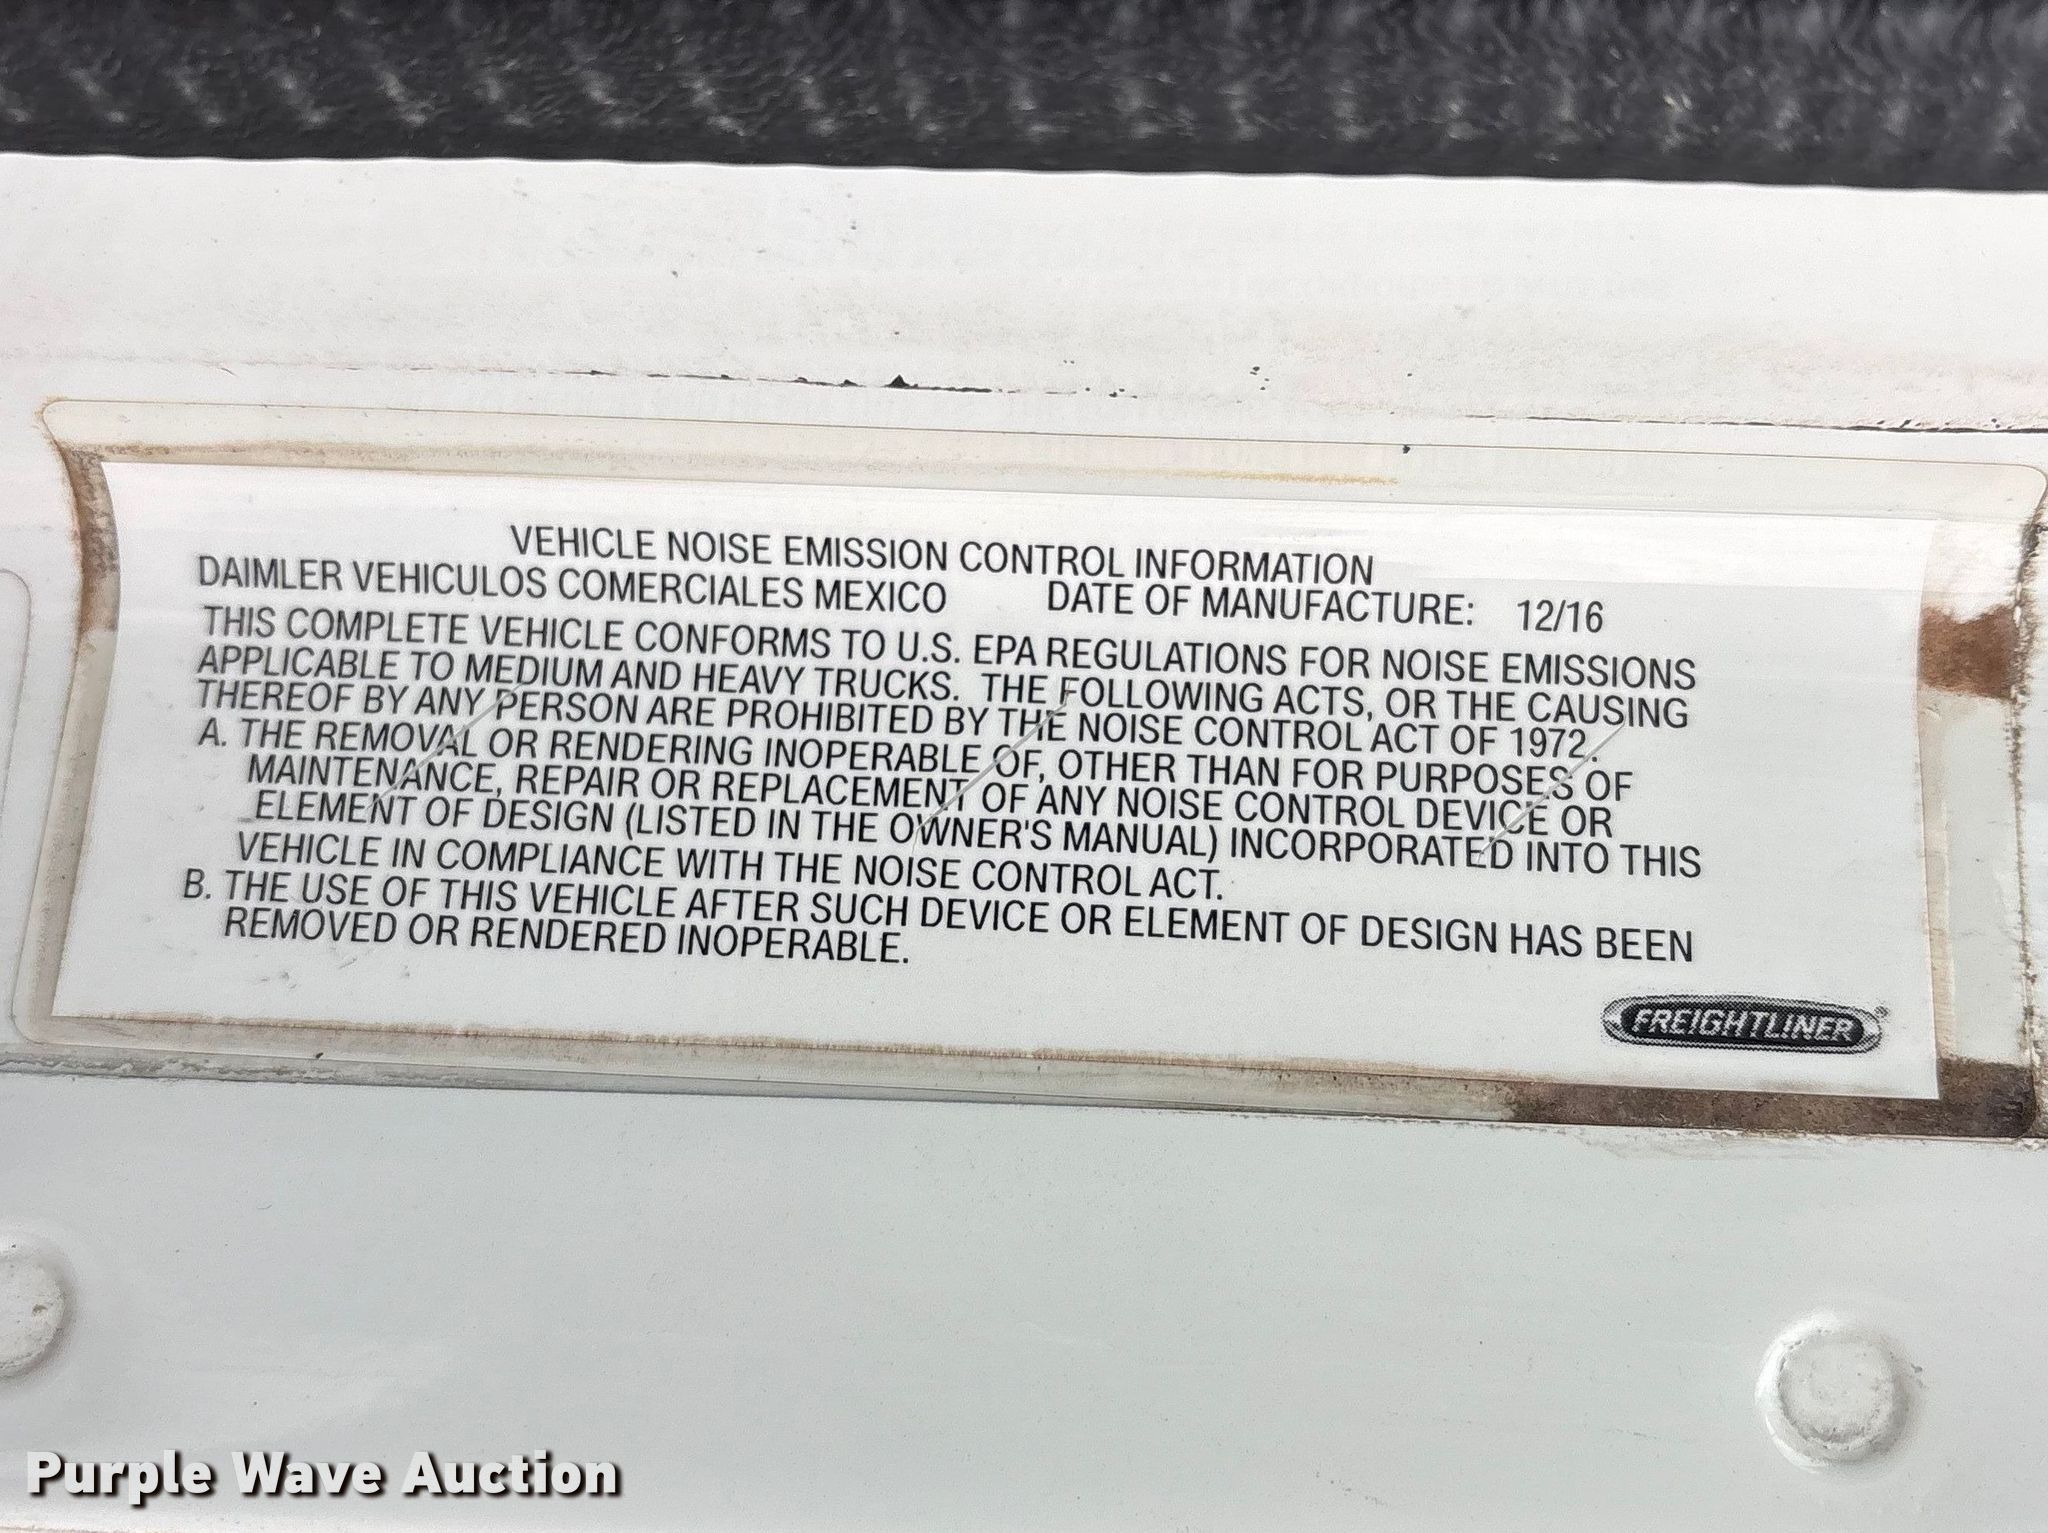 VEHICLE NOISE EMISSION CONTROL INFORMATION
DAIMLER VEHICULOS COMERCIALES MEXICO DATE OF MANUFACTURE: 12/16
THIS COMPLETE VEHICLE CONFORMS TO U.S. EPA REGULATIONS FOR NOISE EMISSIONS
APPLICABLE TO MEDIUM AND HEAVY TRUCKS. THE FOLLOWING ACTS, OR THE CAUSING
THEREOF BY ANY PERSON ARE PROHIBITED BY THE NOISE CONTROL ACT OF 1972.
A. THE REMOVAL OR RENDERING INOPERABLE OF, OTHER THAN FOR PURPOSES OF
MAINTENANCE, REPAIR OR REPLACEMENT OF ANY NOISE CONTROL DEVICE OR
ELEMENT OF DESIGN (LISTED IN THE OWNER'S MANUAL) INCORPORATED INTO THIS
VEHICLE IN COMPLIANCE WITH THE NOISE CONTROL ACT.
B. THE USE OF THIS VEHICLE AFTER SUCH DEVICE OR ELEMENT OF DESIGN HAS BEEN
REMOVED OR RENDERED INOPERABLE.
FREIGHTLINER
Purple Wave Auction